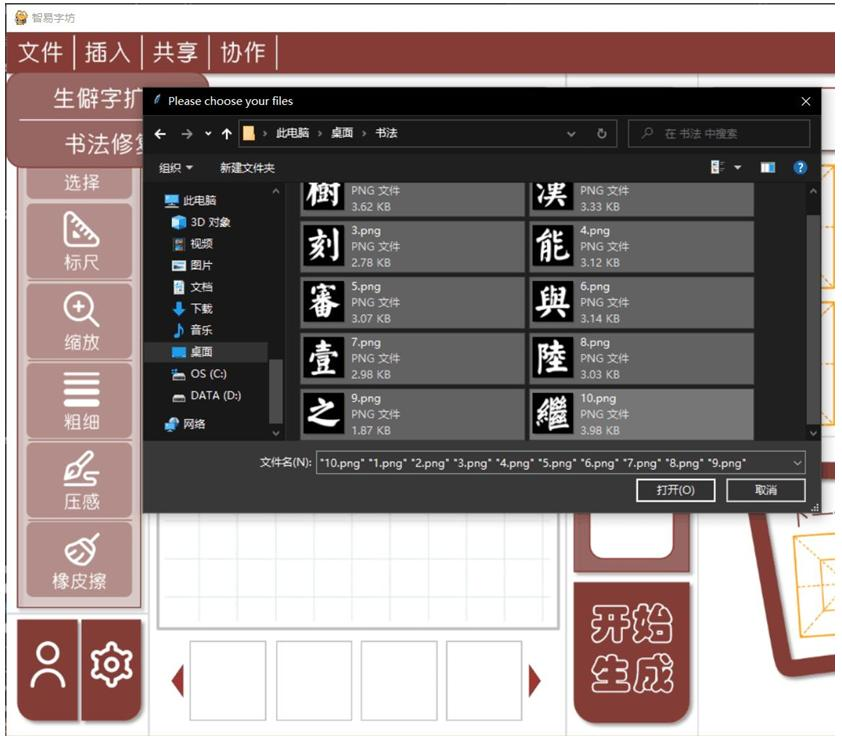 智易字坊
文件 插入 共享 协作
生僻字扩
书法修复
Please choose your files
此电脑 › 桌面 › 书法
在 书法 中搜索
组织 新建文件夹
选择
标尺
缩放
粗细
压感
橡皮擦
此电脑
3D 对象
视频
图片
文档
下载
音乐
桌面
OS (C:)
DATA (D:)
网络
樹
PNG 文件
3.62 KB
漢
PNG 文件
3.33 KB
刻
3.png
PNG 文件
2.78 KB
能
4.png
PNG 文件
3.12 KB
審
5.png
PNG 文件
3.07 KB
與
6.png
PNG 文件
3.14 KB
壹
7.png
PNG 文件
2.98 KB
陸
8.png
PNG 文件
3.03 KB
之
9.png
PNG 文件
1.87 KB
繼
10.png
PNG 文件
3.98 KB
文件名(N): "10.png" "1.png" "2.png" "3.png" "4.png" "5.png" "6.png" "7.png" "8.png" "9.png"
打开(O) 取消
开始
生成